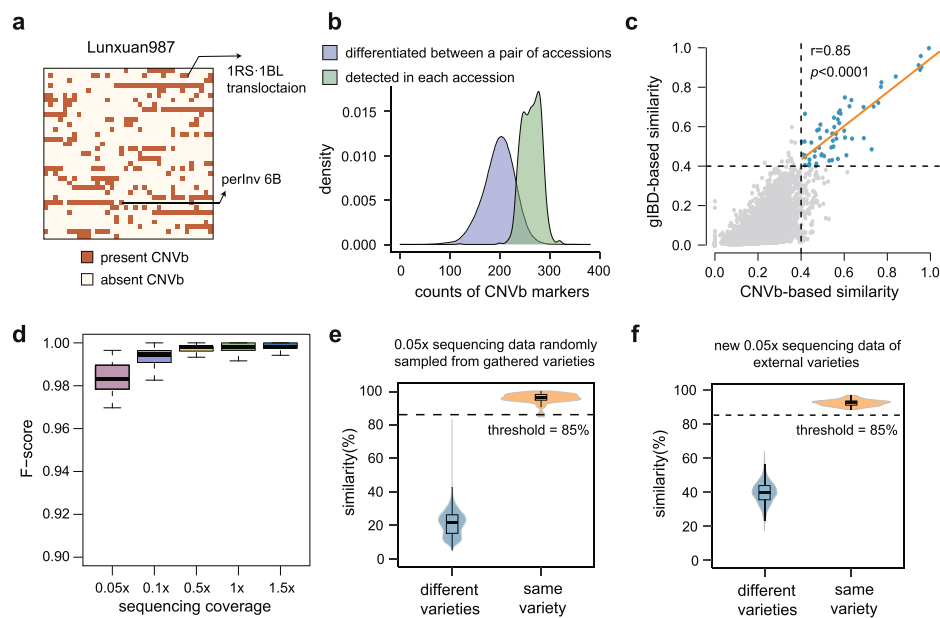 a
Lunxuan987
1RS·1BL
transloctaion
perInv 6B
present CNVb
absent CNVb
b
differentiated between a pair of accessions
detected in each accession
density
0.015
0.010
0.005
0.000
0
100
200
300
400
counts of CNVb markers
c
r=0.85
p<0.0001
gIBD-based similarity
1.0
0.8
0.6
0.4
0.2
0.0
0.0
0.2
0.4
0.6
0.8
1.0
CNVb-based similarity
d
F-score
1.00
0.98
0.96
0.94
0.92
0.90
0.05x
0.1x
0.5x
1x
1.5x
sequencing coverage
e
0.05x sequencing data randomly
sampled from gathered varieties
similarity(%)
100
80
60
40
20
0
threshold = 85%
different
varieties
same
variety
f
new 0.05x sequencing data of
external varieties
similarity(%)
100
80
60
40
20
0
threshold = 85%
different
varieties
same
variety